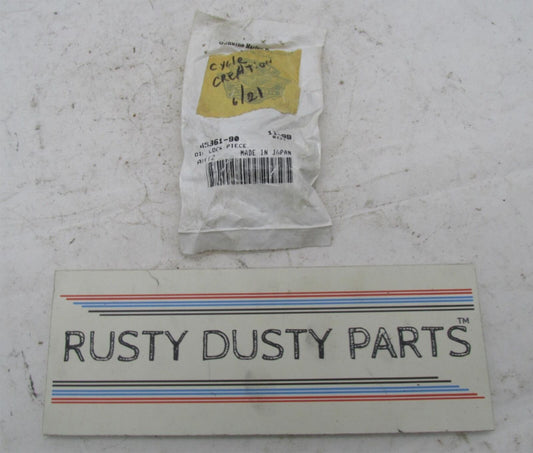 CYCLE
CREATION
6/21
45361-90
OIL LOCK PIECE
MADE IN JAPAN
RUSTY DUSTY PARTS™